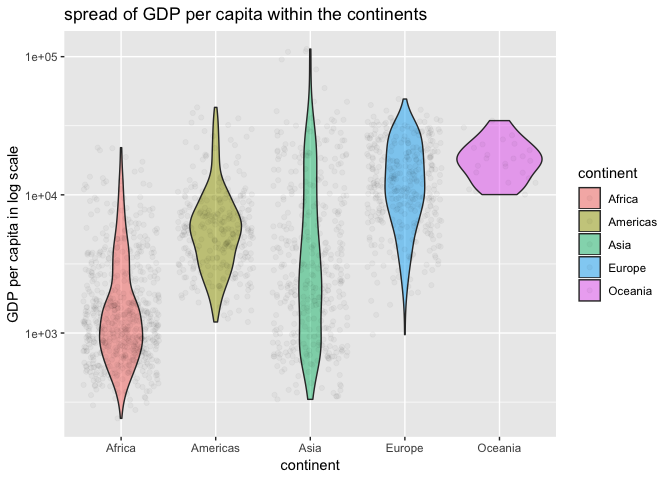 spread of GDP per capita within the continents
GDP per capita in log scale
1e+05
1e+04
1e+03
Africa
Americas
Asia
Europe
Oceania
continent
continent
Africa
Americas
Asia
Europe
Oceania